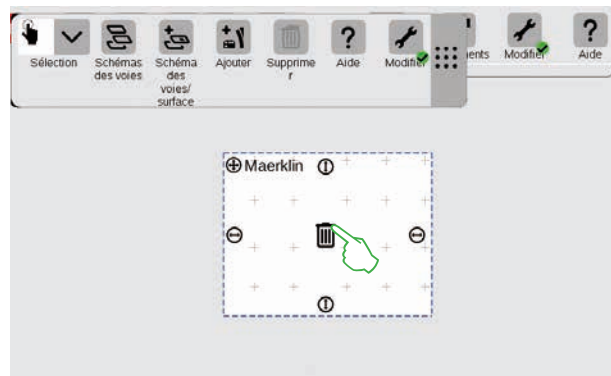 Sélection
Schémas
des voies
Schéma
des
voies/
surface
Ajouter
Supprime
r
Aide
Modifier
ents
Modifier
Aide
Maerklin